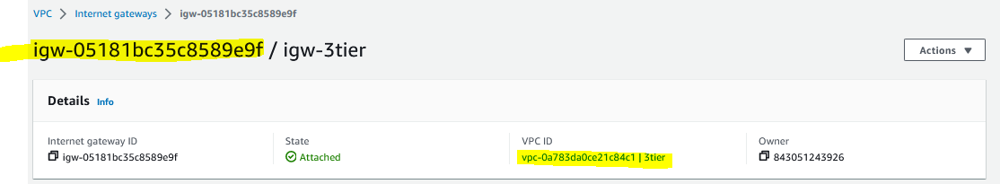 VPC > Internet gateways > igw-05181bc35c8589e9f
igw-05181bc35c8589e9f / igw-3tier
Actions ▼
Details Info
Internet gateway ID State VPC ID Owner
igw-05181bc35c8589e9f Attached vpc-0a783da0ce21c84c1 | 3tier 843051243926